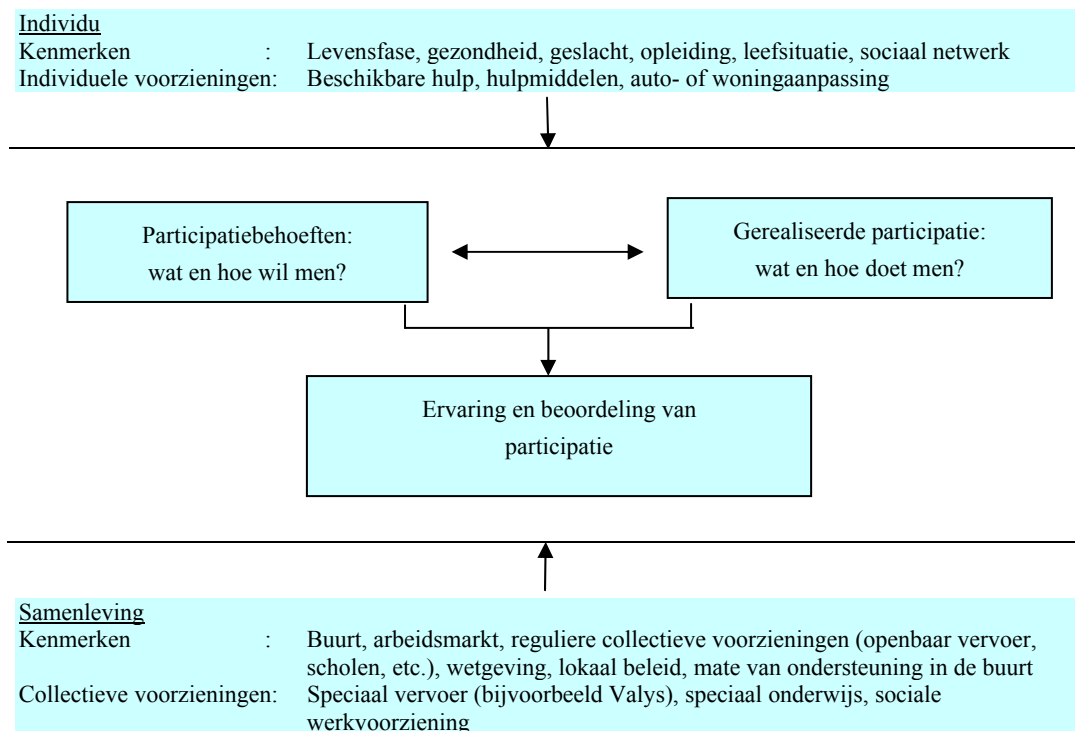 Individu
Kenmerken : Levensfase, gezondheid, geslacht, opleiding, leefsituatie, sociaal netwerk
Individuele voorzieningen: Beschikbare hulp, hulpmiddelen, auto- of woningaanpassing
Participatiebehoeften:
wat en hoe wil men?
Gerealiseerde participatie:
wat en hoe doet men?
Ervaring en beoordeling van
participatie
Samenleving
Kenmerken : Buurt, arbeidsmarkt, reguliere collectieve voorzieningen (openbaar vervoer,
scholen, etc.), wetgeving, lokaal beleid, mate van ondersteuning in de buurt
Collectieve voorzieningen: Speciaal vervoer (bijvoorbeeld Valys), speciaal onderwijs, sociale
werkvoorziening